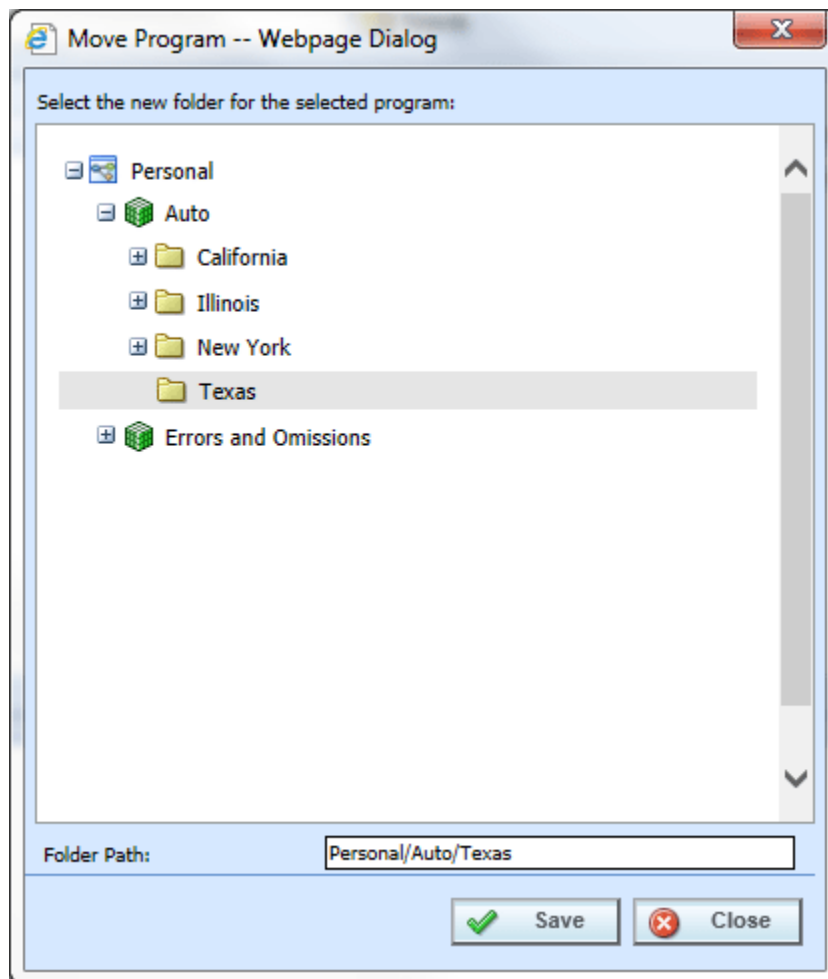 Move Program -- Webpage Dialog
Select the new folder for the selected program:
Personal
Auto
California
Illinois
New York
Texas
Errors and Omissions
Folder Path: Personal/Auto/Texas
Save Close